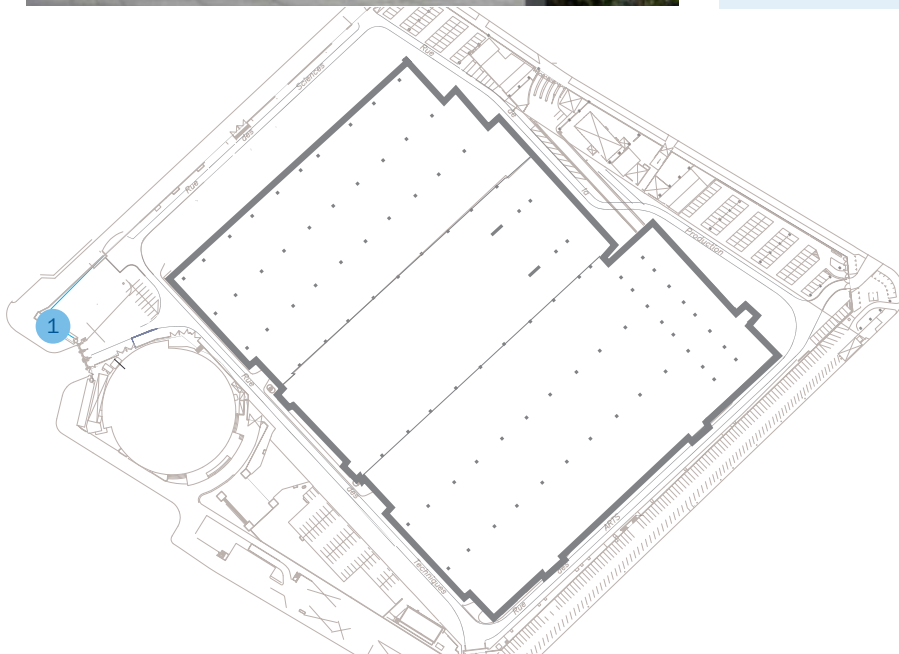 Rue
de
la
Production
Rue
des
Sciences
1
Rue
des
Techniques
Rue
des
ARTS